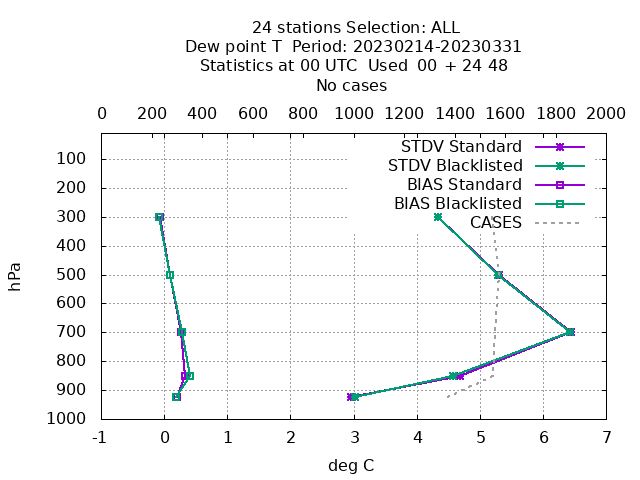 24 stations Selection: ALL
Dew point T  Period: 20230214-20230331
Statistics at 00 UTC  Used  00 + 24 48
No cases
0 200 400 600 800 1000 1200 1400 1600 1800 2000
STDV Standard
STDV Blacklisted
BIAS Standard
BIAS Blacklisted
CASES
100
200
300
400
500
600
700
800
900
1000
hPa
-1 0 1 2 3 4 5 6 7
deg C